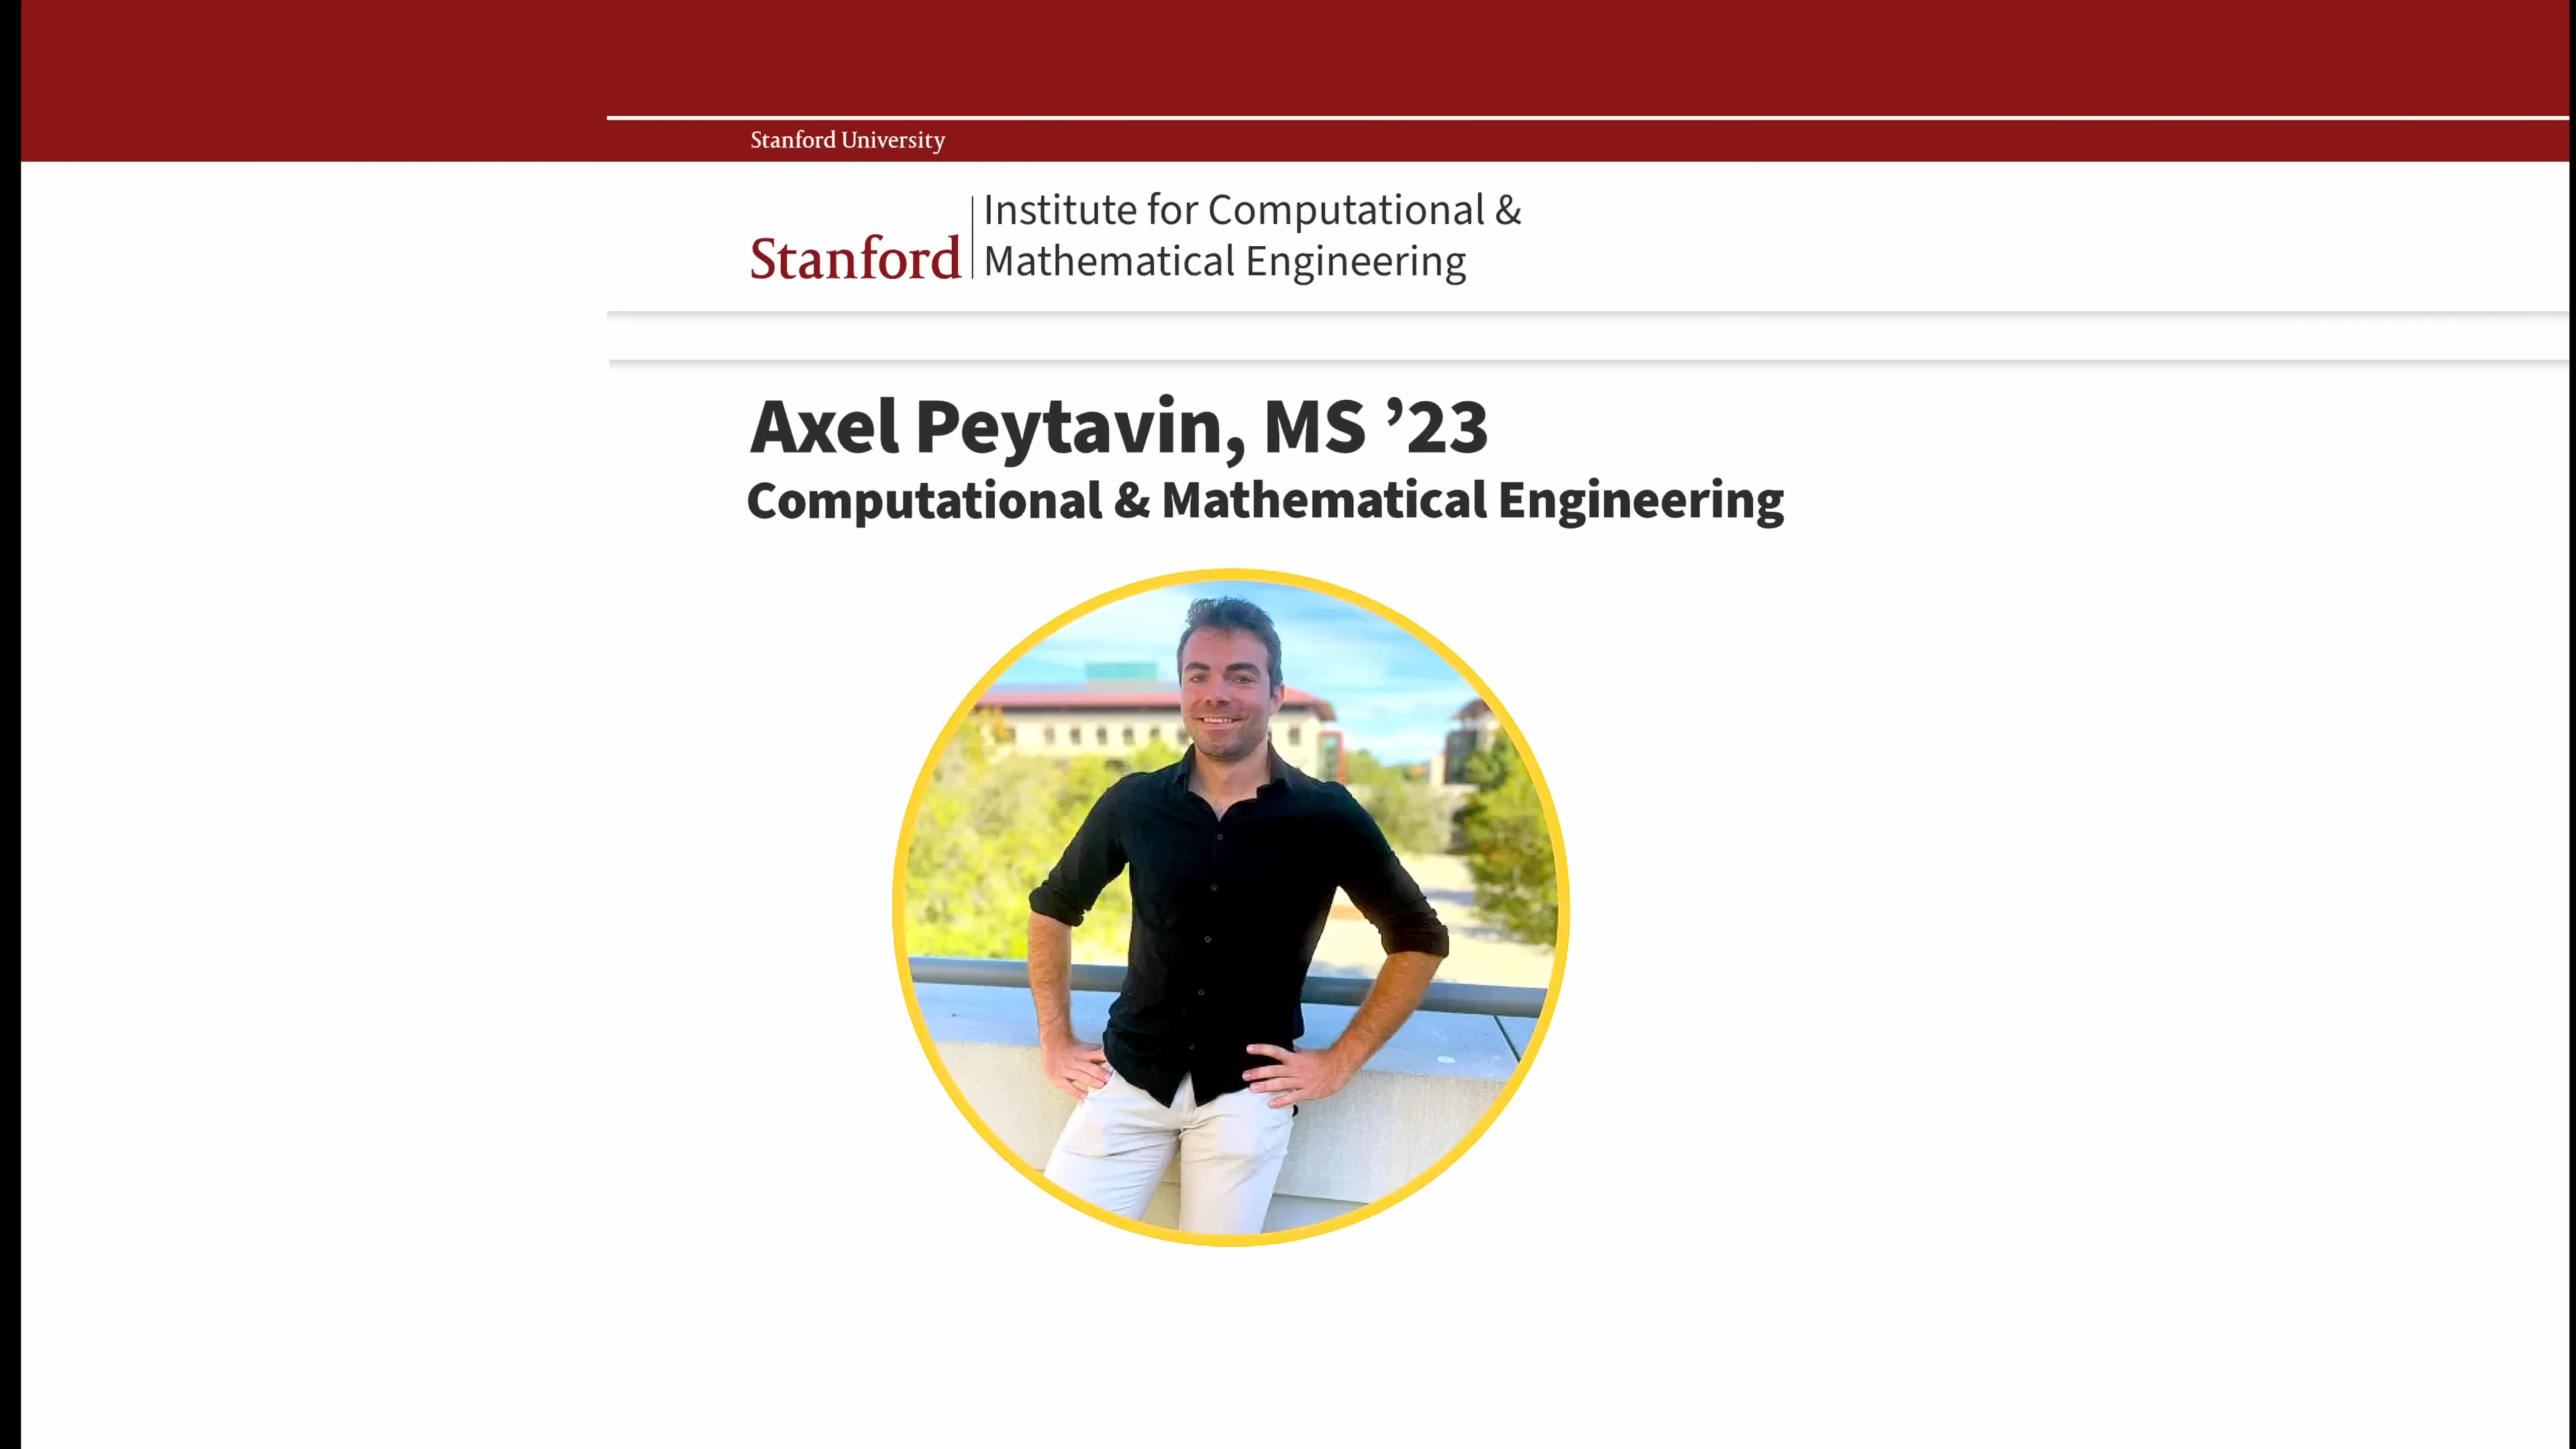 Stanford University
Stanford
Institute for Computational &
Mathematical Engineering
Axel Peytavin, MS ’23
Computational & Mathematical Engineering